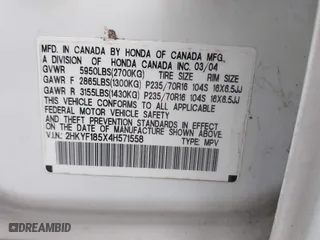 MFD. IN CANADA BY HONDA OF CANADA MFG.,
A DIVISION OF HONDA CANADA INC. 03/04
GVWR 5950LBS(2700KG) TIRE SIZE RIM SIZE
GAWR F 2865LBS(1300KG) P235/70R16 104S 16X6.5JJ
GAWR R 3155LBS(1430KG) P235/70R16 104S 16X6.5JJ
THIS VEHICLE CONFORMS TO ALL APPLICABLE
FEDERAL MOTOR VEHICLE SAFETY AND THEFT
PREVENTION STANDARDS IN EFFECT ON THE DATE
OF MANUFACTURE SHOWN ABOVE.
V.I.N.: 2HKYF185X4H571558 TYPE: MPV